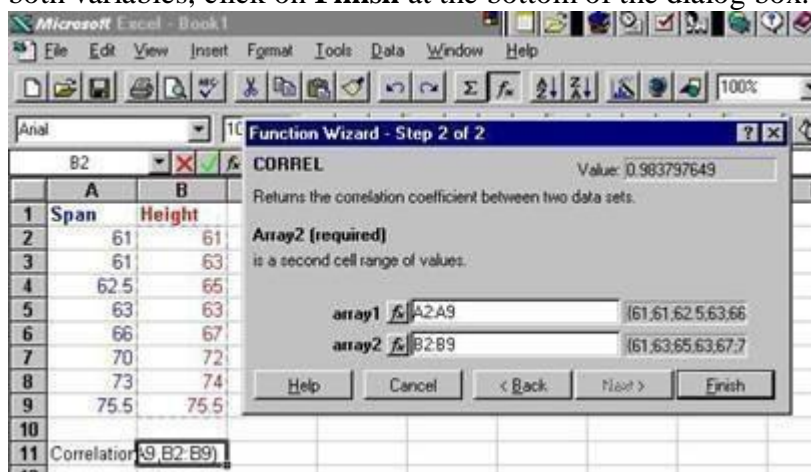 both variables, click on Finish at the bottom of the dialog box.
Microsoft Excel - Book1
File Edit View Insert Format Tools Data Window Help
100%
Arial 10
Function Wizard - Step 2 of 2
B2
CORREL Value: 0.983797649
Returns the correlation coefficient between two data sets.
Array2 (required)
is a second cell range of values.
array1 fx A2:A9 {61,61,62.5,63,66
array2 fx B2:B9 {61,63,65,63,67,7
Help Cancel < Back Next > Finish
A B
1 Span Height
2 61 61
3 61 63
4 62.5 65
5 63 63
6 66 67
7 70 72
8 73 74
9 75.5 75.5
10
11 Correlation A9,B2:B9)